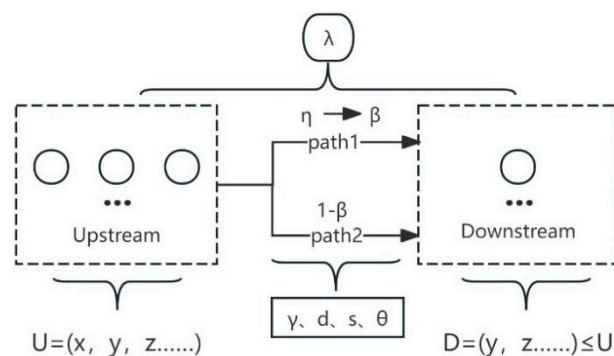 λ
η β
path1
1-β
path2
•••
Upstream
•••
Downstream
γ、d、s、θ
U=(x, y, z......)
D=(y, z......)≤U